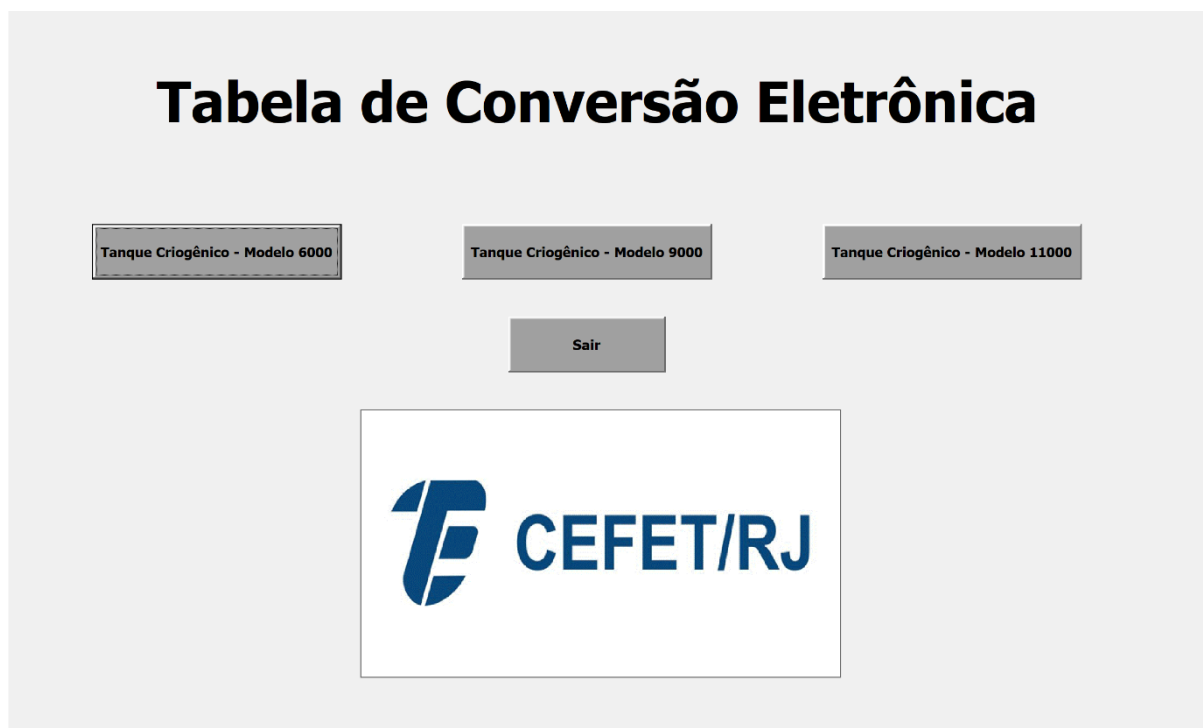 Tabela de Conversão Eletrônica
Tanque Criogênico - Modelo 6000
Tanque Criogênico - Modelo 9000
Tanque Criogênico - Modelo 11000
Sair
CEFET/RJ